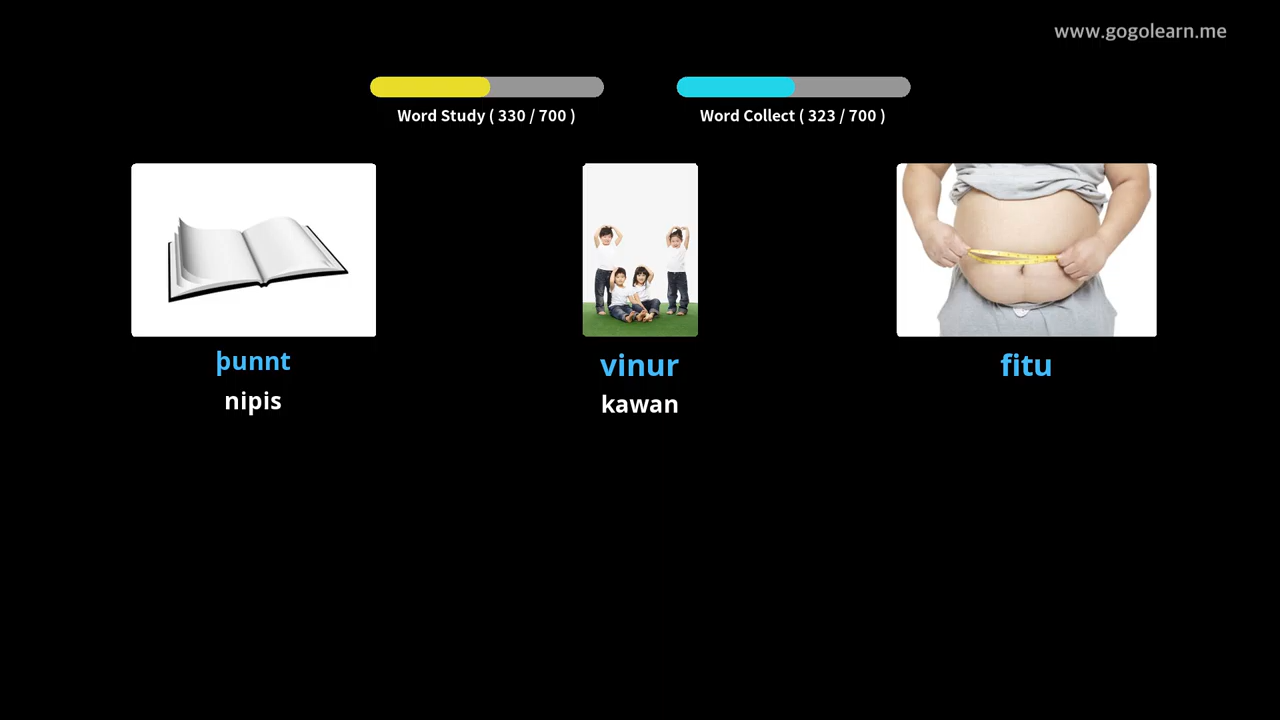 www.gogolearn.me
Word Study ( 330 / 700 )
Word Collect ( 323 / 700 )
þunnt
nipis
vinur
kawan
fitu